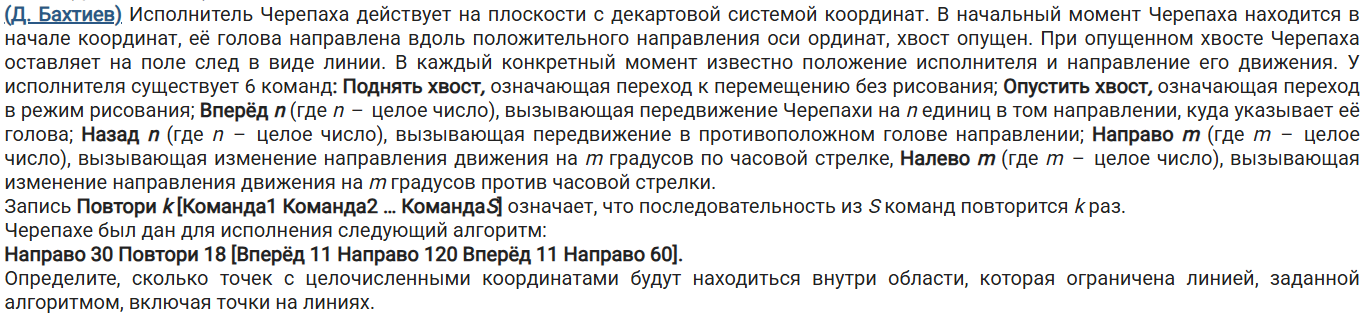 (Д. Бахтиев) Исполнитель Черепаха действует на плоскости с декартовой системой координат. В начальный момент Черепаха находится в
начале координат, её голова направлена вдоль положительного направления оси ординат, хвост опущен. При опущенном хвосте Черепаха
оставляет на поле след в виде линии. В каждый конкретный момент известно положение исполнителя и направление его движения. У
исполнителя существует 6 команд: Поднять хвост, означающая переход к перемещению без рисования; Опустить хвост, означающая переход
в режим рисования; Вперёд n (где n – целое число), вызывающая передвижение Черепахи на n единиц в том направлении, куда указывает её
голова; Назад n (где n – целое число), вызывающая передвижение в противоположном голове направлении; Направо m (где m – целое
число), вызывающая изменение направления движения на m градусов по часовой стрелке, Налево m (где m – целое число), вызывающая
изменение направления движения на m градусов против часовой стрелки.
Запись Повтори k [Команда1 Команда2 … КомандаS] означает, что последовательность из S команд повторится k раз.
Черепахе был дан для исполнения следующий алгоритм:
Направо 30 Повтори 18 [Вперёд 11 Направо 120 Вперёд 11 Направо 60].
Определите, сколько точек с целочисленными координатами будут находиться внутри области, которая ограничена линией, заданной
алгоритмом, включая точки на линиях.